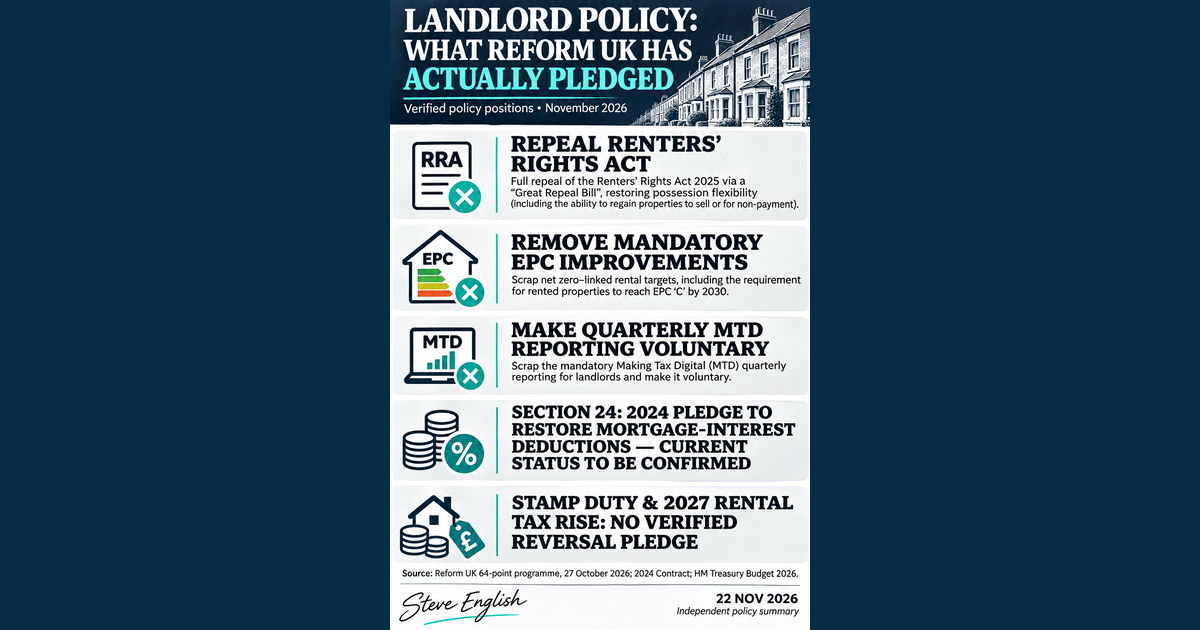 LANDLORD POLICY:
WHAT REFORM UK HAS
ACTUALLY PLEDGED
Verified policy positions • November 2026
RRA
REPEAL RENTERS’
RIGHTS ACT
Full repeal of the Renters’ Rights Act 2025 via a
“Great Repeal Bill”, restoring possession flexibility
(including the ability to regain properties to sell or for non-payment).
EPC
REMOVE MANDATORY
EPC IMPROVEMENTS
Scrap net zero–linked rental targets, including the requirement
for rented properties to reach EPC ‘C’ by 2030.
MTD
MAKE QUARTERLY MTD
REPORTING VOLUNTARY
Scrap the mandatory Making Tax Digital (MTD) quarterly
reporting for landlords and make it voluntary.
%
SECTION 24: 2024 PLEDGE TO
RESTORE MORTGAGE-INTEREST
DEDUCTIONS — CURRENT
STATUS TO BE CONFIRMED
£
STAMP DUTY & 2027 RENTAL
TAX RISE: NO VERIFIED
REVERSAL PLEDGE
Source: Reform UK 64-point programme, 27 October 2026; 2024 Contract; HM Treasury Budget 2026.
Steve English
22 NOV 2026
Independent policy summary